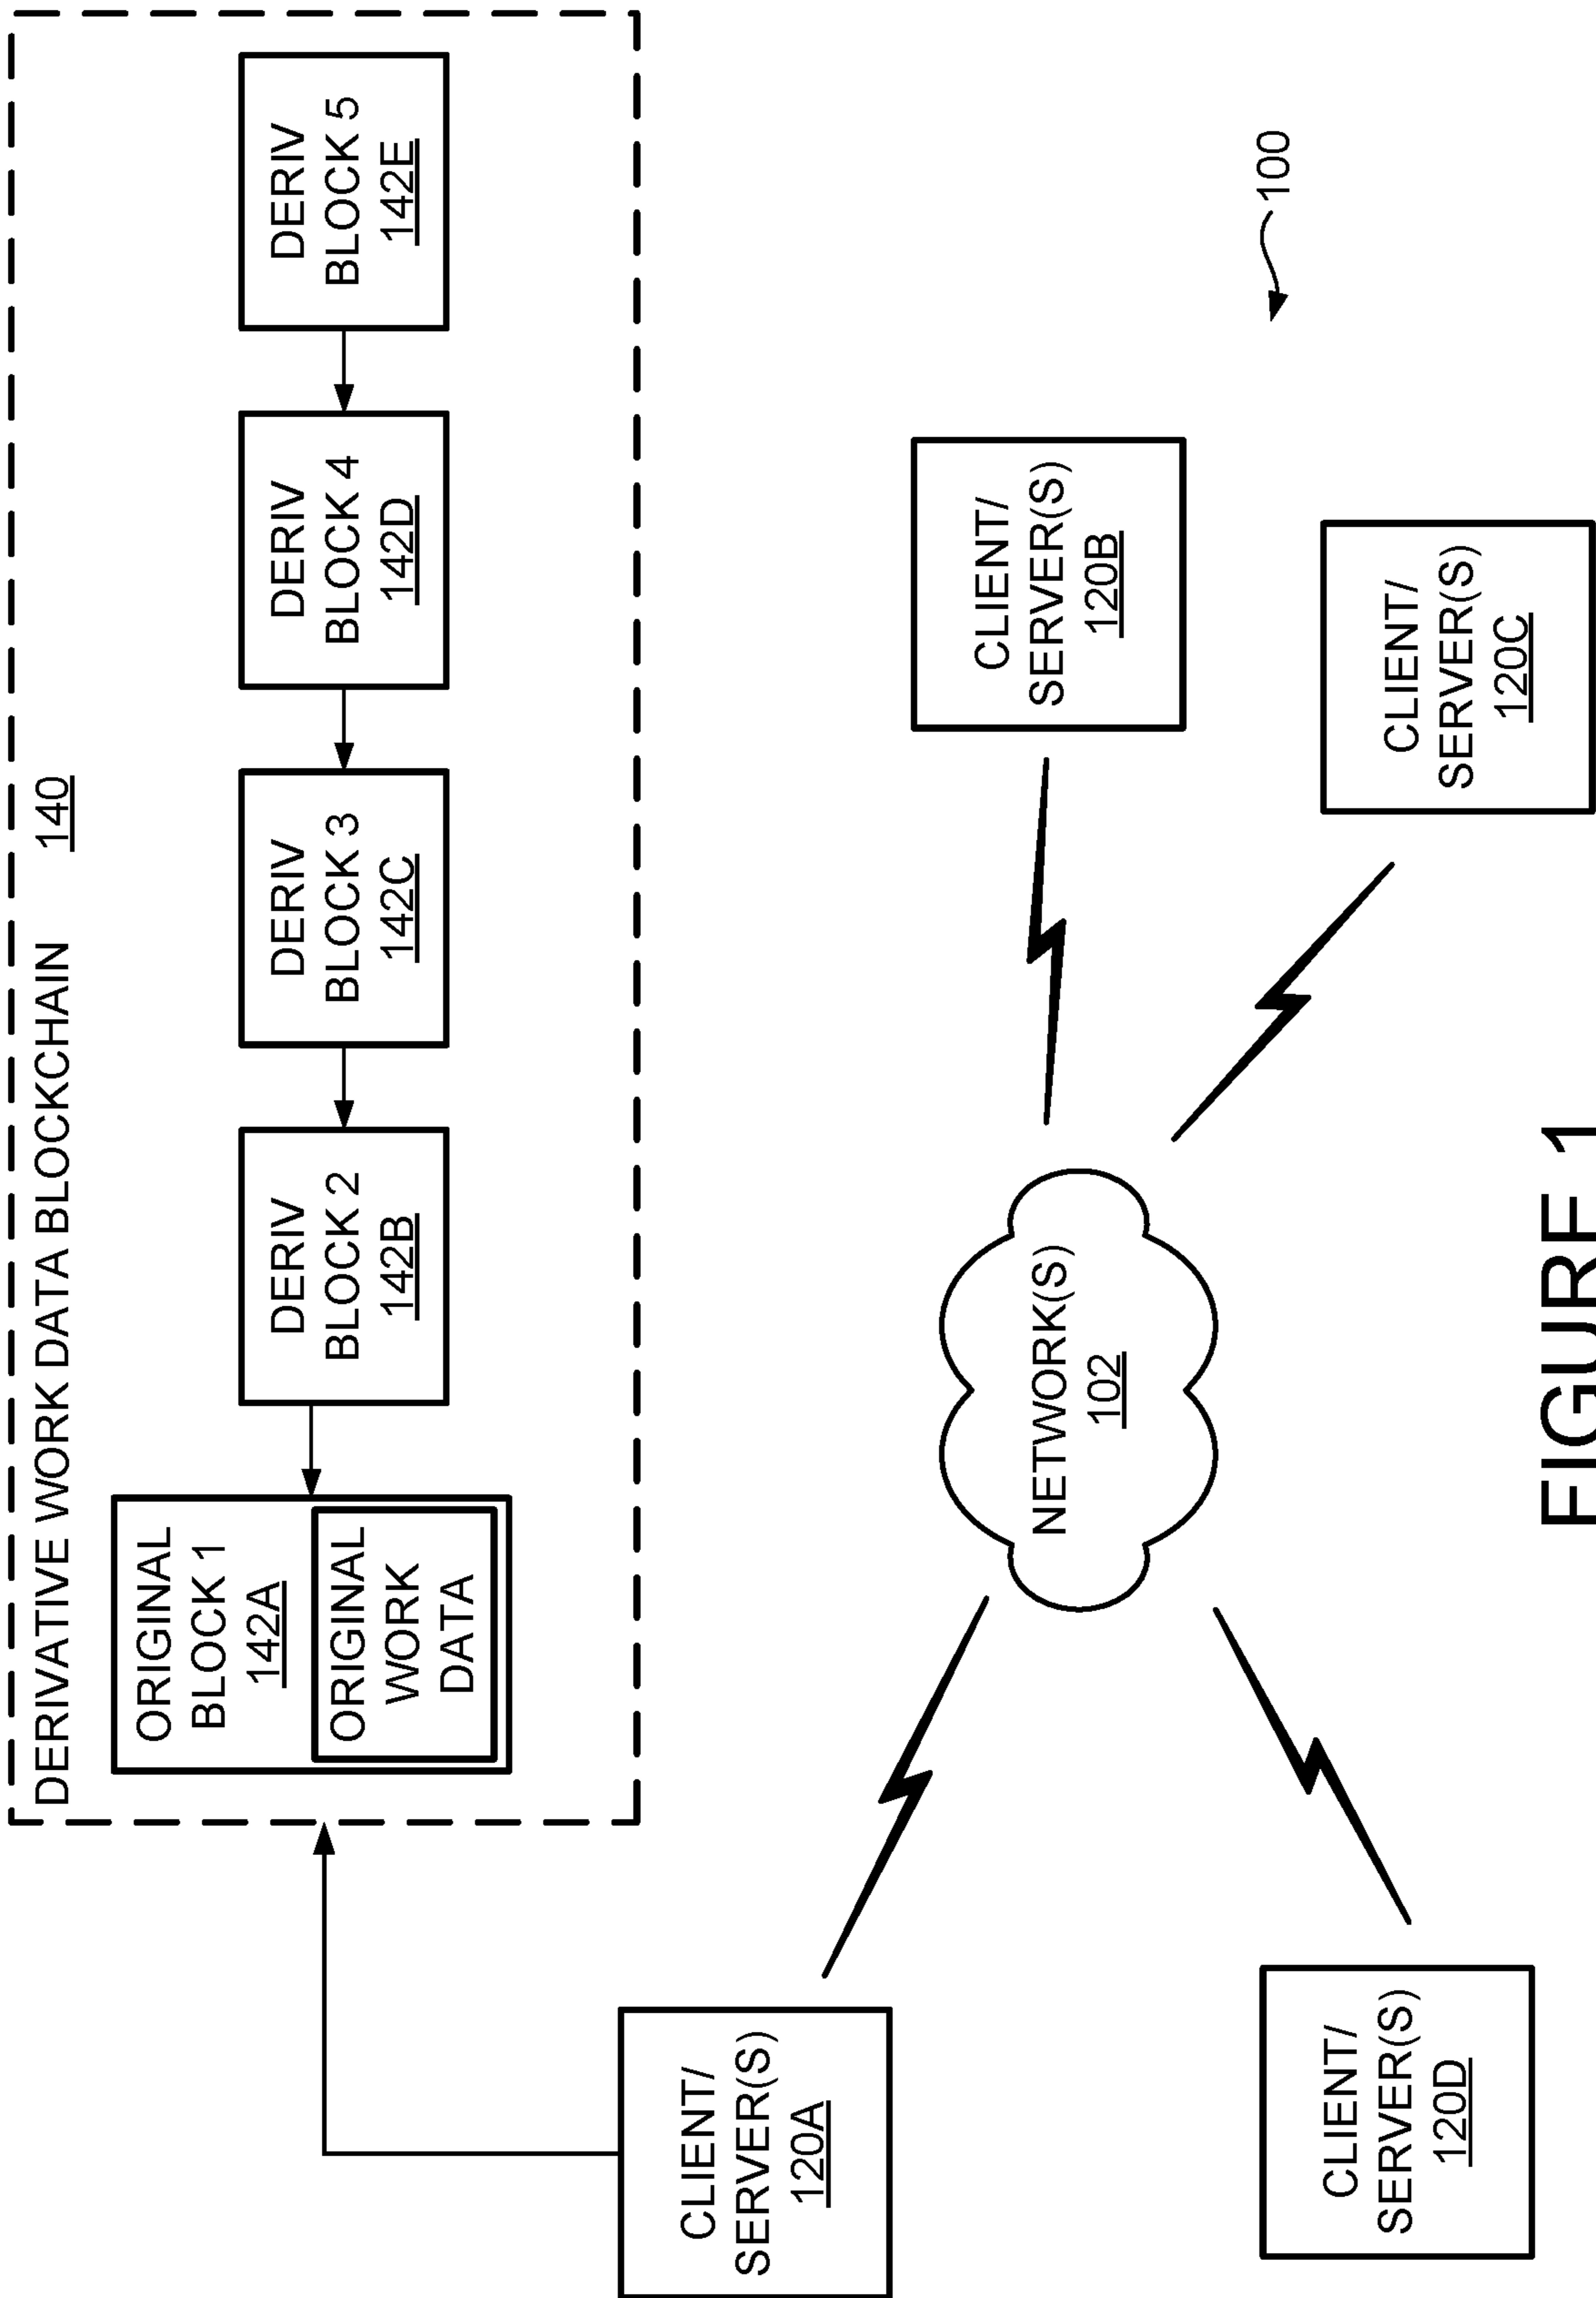 DERIVATIVE WORK DATA BLOCKCHAIN 140
ORIGINAL
BLOCK 1
142A
ORIGINAL
WORK
DATA
DERIV
BLOCK 2
142B
DERIV
BLOCK 3
142C
DERIV
BLOCK 4
142D
DERIV
BLOCK 5
142E
CLIENT/
SERVER(S)
120A
NETWORK(S)
102
CLIENT/
SERVER(S)
120B
CLIENT/
SERVER(S)
120C
CLIENT/
SERVER(S)
120D
100
FIGURE 1